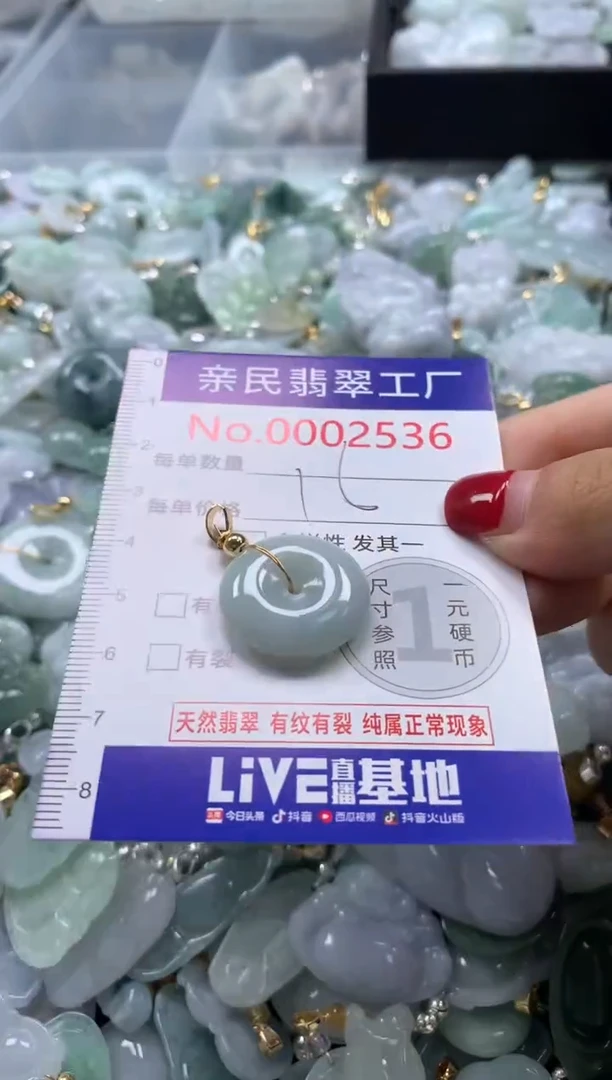 0
亲民翡翠工厂
1
No.0002536
2
每单数量
3
每单价格
4
性 发其一
5
有
尺寸参照
1
一元硬币
6
有裂
7
天然翡翠 有纹有裂 纯属正常现象
8
LiVE直播基地
头条 今日头条 抖音 西瓜视频 抖音火山版